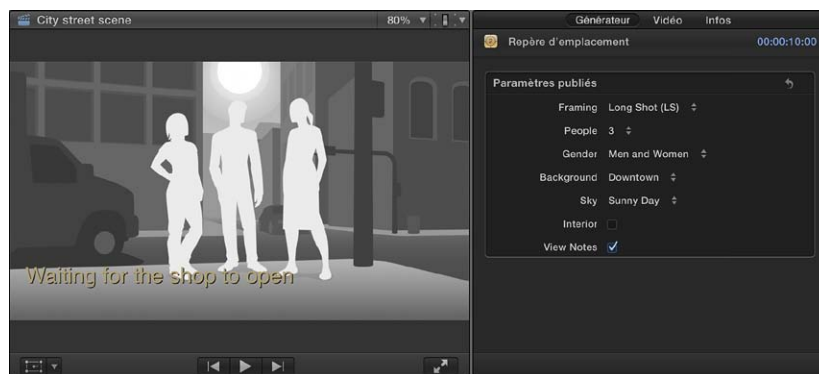 City street scene
80%
Générateur Vidéo Infos
Repère d'emplacement 00:00:10:00
Paramètres publiés
Framing Long Shot (LS)
People 3
Gender Men and Women
Background Downtown
Sky Sunny Day
Interior
View Notes
Waiting for the shop to open